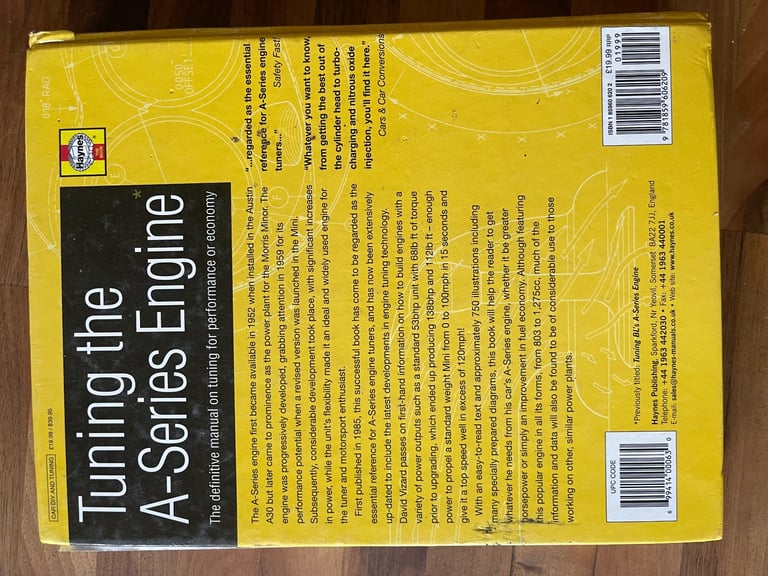 CAR DIY AND TUNING £19.99 / $39.95
Tuning the
A-Series Engine*
The definitive manual on tuning for performance or economy
Haynes
018 RAD
0650
OFFSET
"...regarded as the essential
reference for A-Series engine
tuners..."
Safety Fast!
"Whatever you want to know,
from getting the best out of
the cylinder head to turbo-
charging and nitrous oxide
injection, you'll find it here."
Cars & Car Conversions
The A-Series engine first became available in 1952 when installed in the Austin
A30 but later came to prominence as the power plant for the Morris Minor. The
engine was progressively developed, grabbing attention in 1959 for its
performance potential when a revised version was launched in the Mini.
Subsequently, considerable development took place, with significant increases
in power, while the unit's flexibility made it an ideal and widely used engine for
the tuner and motorsport enthusiast.
First published in 1985, this successful book has come to be regarded as the
essential reference for A-Series engine tuners, and has now been extensively
up-dated to include the latest developments in engine tuning technology.
David Vizard passes on first-hand information on how to build engines with a
variety of power outputs such as a standard 53bhp unit with 68lb ft of torque
prior to upgrading, which ended up producing 138bhp and 112lb ft – enough
power to propel a standard weight Mini from 0 to 100mph in 15 seconds and
give it a top speed well in excess of 120mph!
With an easy-to-read text and approximately 750 illustrations including
many specially prepared diagrams, this book will help the reader to get
whatever he needs from his car's A-Series engine, whether it be greater
horsepower or simply an improvement in fuel economy. Although featuring
this popular engine in all its forms, from 803 to 1,275cc, much of the
information and data will also be found to be of considerable use to those
working on other, similar power plants.
*Previously titled: Tuning BL's A-Series Engine
Haynes Publishing, Sparkford, Nr Yeovil, Somerset BA22 7JJ, England
Telephone: +44 1963 442030 • Fax: +44 1963 440001
E-mail: sales@haynes-manuals.co.uk • Web site: www.haynes.co.uk
UPC CODE
6 79414 00063 0
£19.99 RRP
01999
ISBN 1 85960 620 2
9 781859 606209